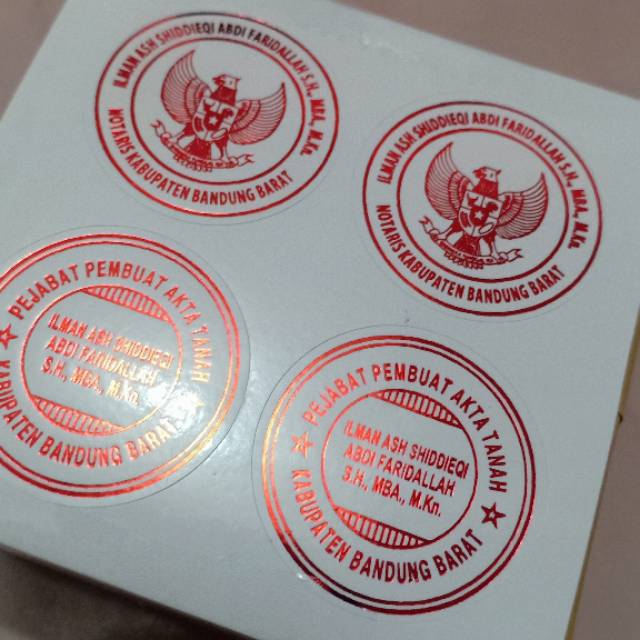 ILMAN ASH SHIDDIEQI ABDI FARIDALLAH S.H., MBA, M.Kn.
NOTARIS KABUPATEN BANDUNG BARAT
ILMAN ASH SHIDDIEQI ABDI FARIDALLAH S.H., MBA, M.Kn.
NOTARIS KABUPATEN BANDUNG BARAT
PEJABAT PEMBUAT AKTA TANAH
ILMAN ASH SHIDDIEQI
ABDI FARIDALLAH
S.H., MBA, M.Kn.
KABUPATEN BANDUNG BARAT
PEJABAT PEMBUAT AKTA TANAH
ILMAN ASH SHIDDIEQI
ABDI FARIDALLAH
S.H., MBA., M.Kn.
KABUPATEN BANDUNG BARAT